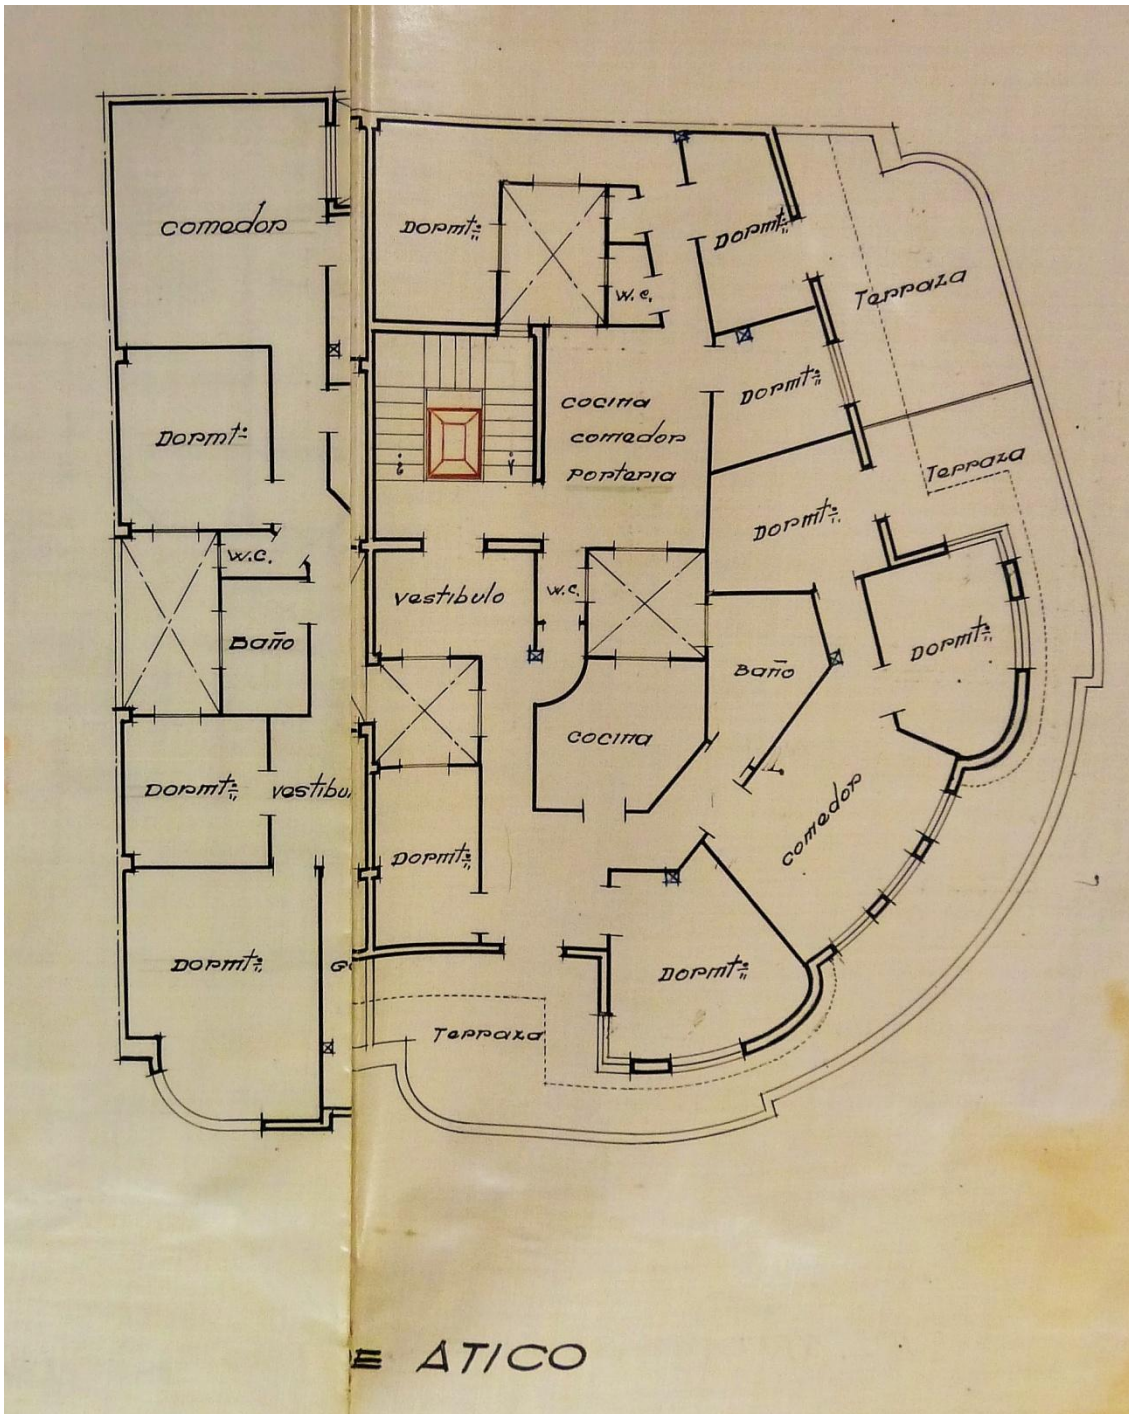 comedor
Dormt.º
Dormt.º
W.C.
Terraza
cocina
comedor
Porteria
Dormt.º
Dormt.º
Terraza
Dormt.º
W.C.
Baño
vestibulo
W.C.
Dormt.º
Baño
cocina
Dormt.º
vestibu
comedor
Dormt.º
Dormt.º
Dormt.º
Terraza
DE ATICO